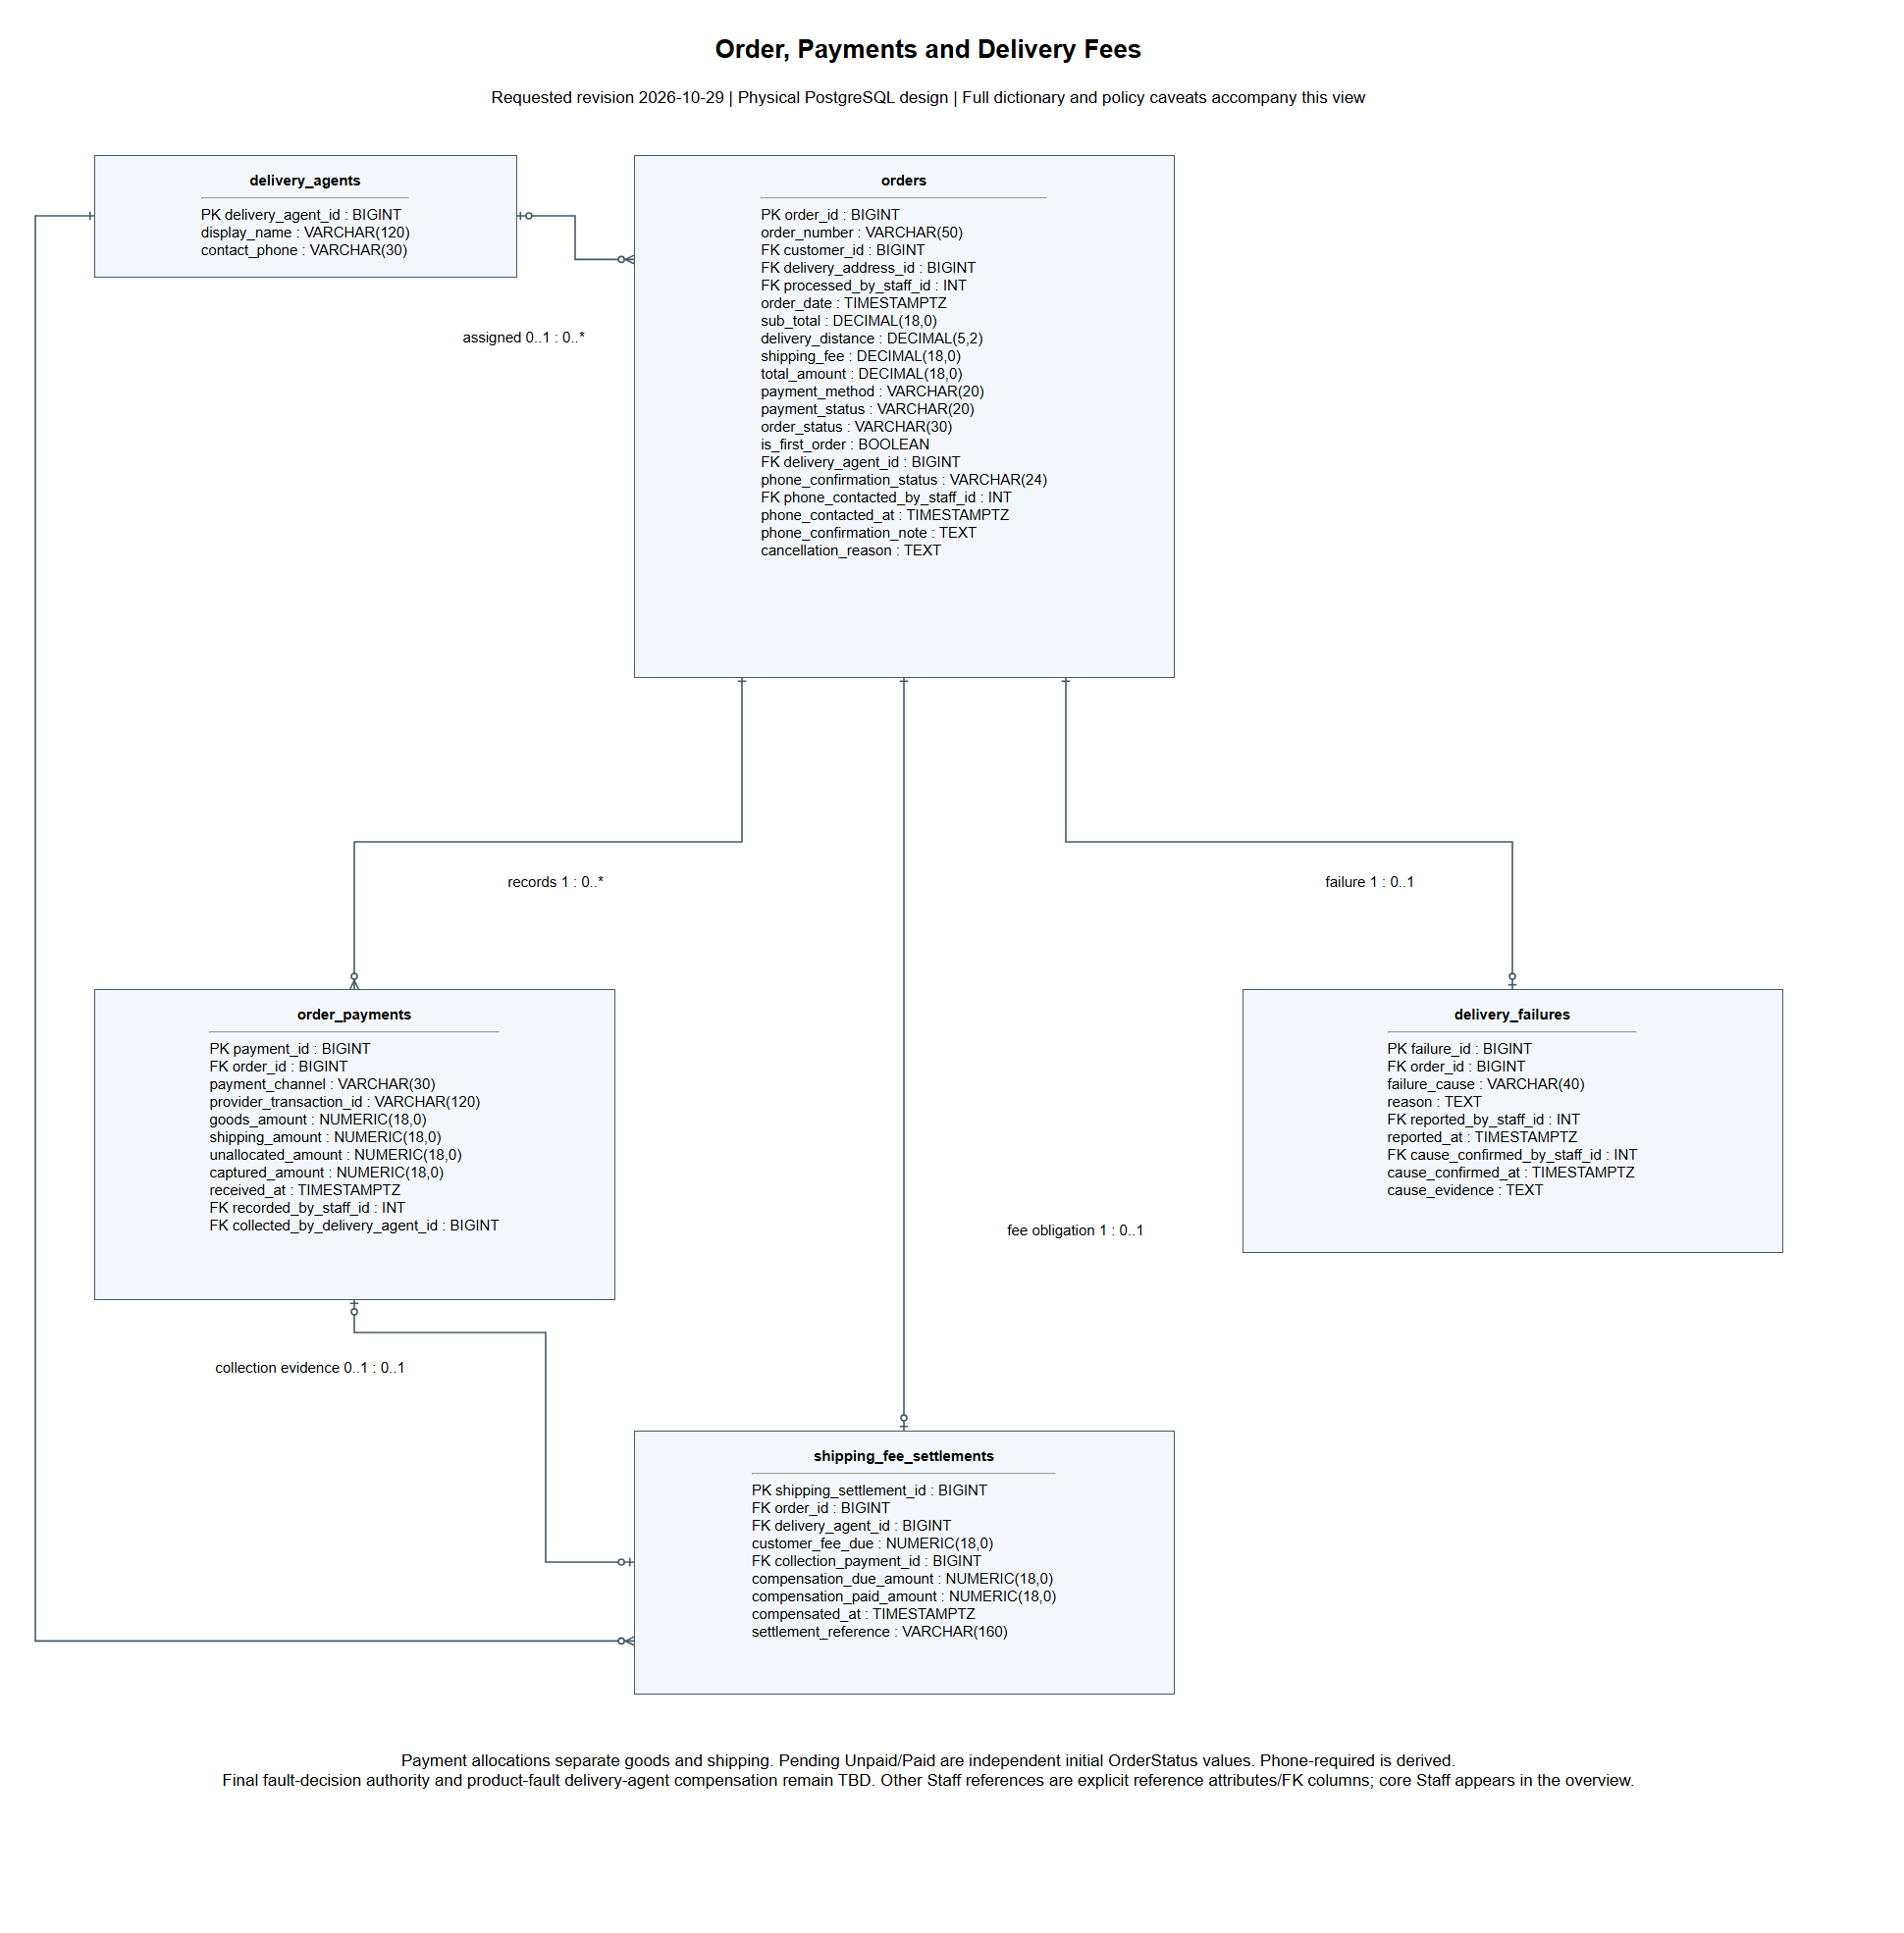 Order, Payments and Delivery Fees
Requested revision 2026-10-29 | Physical PostgreSQL design | Full dictionary and policy caveats accompany this view
delivery_agents
PK delivery_agent_id : BIGINT
display_name : VARCHAR(120)
contact_phone : VARCHAR(30)
orders
PK order_id : BIGINT
order_number : VARCHAR(50)
FK customer_id : BIGINT
FK delivery_address_id : BIGINT
FK processed_by_staff_id : INT
order_date : TIMESTAMPTZ
sub_total : DECIMAL(18,0)
delivery_distance : DECIMAL(5,2)
shipping_fee : DECIMAL(18,0)
total_amount : DECIMAL(18,0)
payment_method : VARCHAR(20)
payment_status : VARCHAR(20)
order_status : VARCHAR(30)
is_first_order : BOOLEAN
FK delivery_agent_id : BIGINT
phone_confirmation_status : VARCHAR(24)
FK phone_contacted_by_staff_id : INT
phone_contacted_at : TIMESTAMPTZ
phone_confirmation_note : TEXT
cancellation_reason : TEXT
assigned 0..1 : 0..*
records 1 : 0..*
failure 1 : 0..1
order_payments
PK payment_id : BIGINT
FK order_id : BIGINT
payment_channel : VARCHAR(30)
provider_transaction_id : VARCHAR(120)
goods_amount : NUMERIC(18,0)
shipping_amount : NUMERIC(18,0)
unallocated_amount : NUMERIC(18,0)
captured_amount : NUMERIC(18,0)
received_at : TIMESTAMPTZ
FK recorded_by_staff_id : INT
FK collected_by_delivery_agent_id : BIGINT
delivery_failures
PK failure_id : BIGINT
FK order_id : BIGINT
failure_cause : VARCHAR(40)
reason : TEXT
FK reported_by_staff_id : INT
reported_at : TIMESTAMPTZ
FK cause_confirmed_by_staff_id : INT
cause_confirmed_at : TIMESTAMPTZ
cause_evidence : TEXT
fee obligation 1 : 0..1
collection evidence 0..1 : 0..1
shipping_fee_settlements
PK shipping_settlement_id : BIGINT
FK order_id : BIGINT
FK delivery_agent_id : BIGINT
customer_fee_due : NUMERIC(18,0)
FK collection_payment_id : BIGINT
compensation_due_amount : NUMERIC(18,0)
compensation_paid_amount : NUMERIC(18,0)
compensated_at : TIMESTAMPTZ
settlement_reference : VARCHAR(160)
Payment allocations separate goods and shipping. Pending Unpaid/Paid are independent initial OrderStatus values. Phone-required is derived.
Final fault-decision authority and product-fault delivery-agent compensation remain TBD. Other Staff references are explicit reference attributes/FK columns; core Staff appears in the overview.